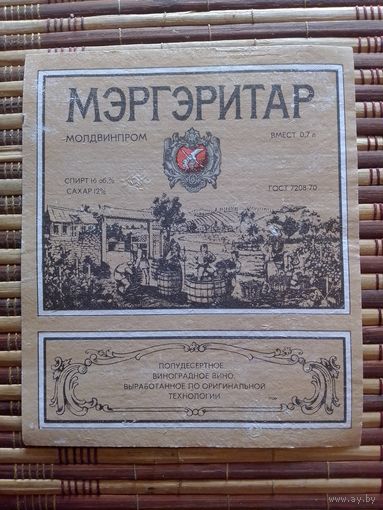 МЭРГЭРИТАР
МОЛДВИНПРОМ ВМЕСТ. 0,7 л
СПИРТ 16 об.%
САХАР 12% ГОСТ 7208-70
ПОЛУДЕСЕРТНОЕ
ВИНОГРАДНОЕ ВИНО,
ВЫРАБОТАННОЕ ПО ОРИГИНАЛЬНОЙ
ТЕХНОЛОГИИ
www.ay.by